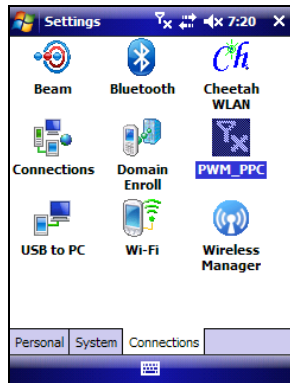 Settings 7:20
Ch
Beam Bluetooth Cheetah
WLAN
Connections Domain PWM_PPC
Enroll
USB to PC Wi-Fi Wireless
Manager
Personal System Connections